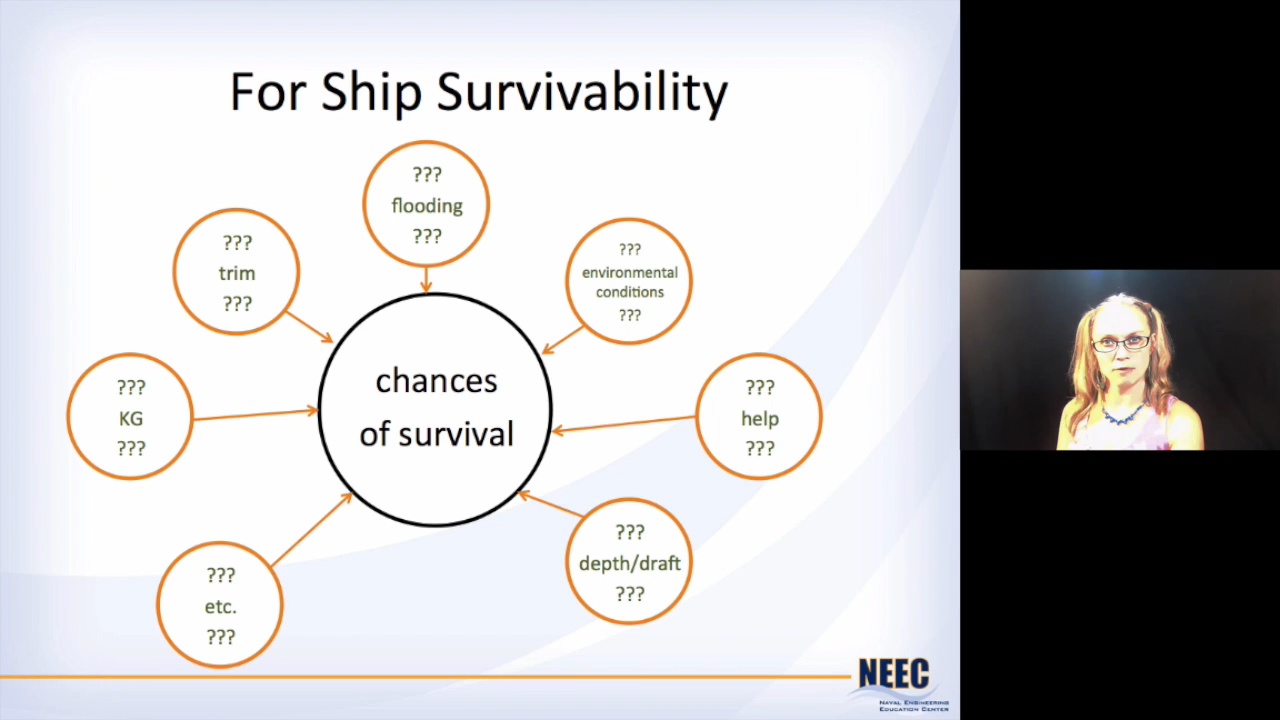 For Ship Survivability
???
flooding
???
???
trim
???
???
environmental
conditions
???
???
KG
???
chances
of survival
???
help
???
???
depth/draft
???
???
etc.
???
NEEC
NAVAL ENGINEERING
EDUCATION CENTER